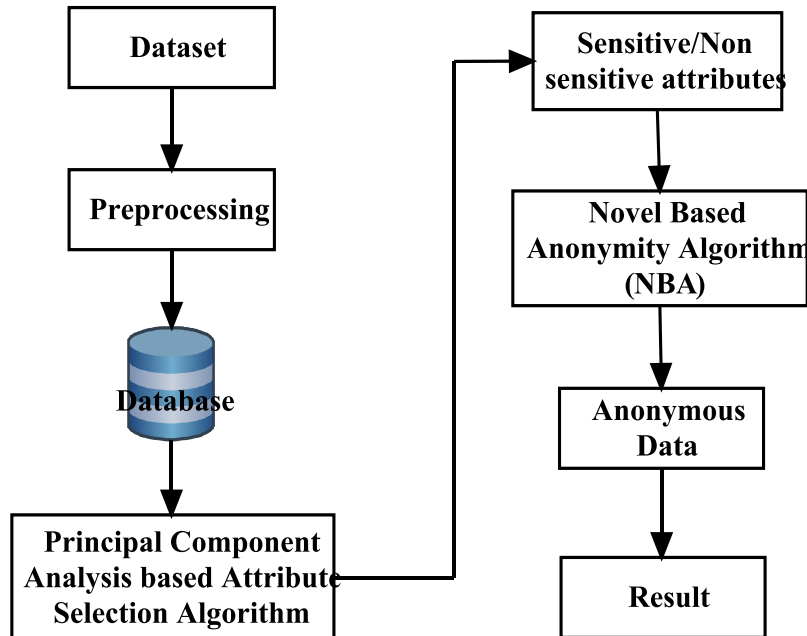 Dataset
Preprocessing
Database
Principal Component
Analysis based Attribute
Selection Algorithm
Sensitive/Non
sensitive attributes
Novel Based
Anonymity Algorithm
(NBA)
Anonymous
Data
Result